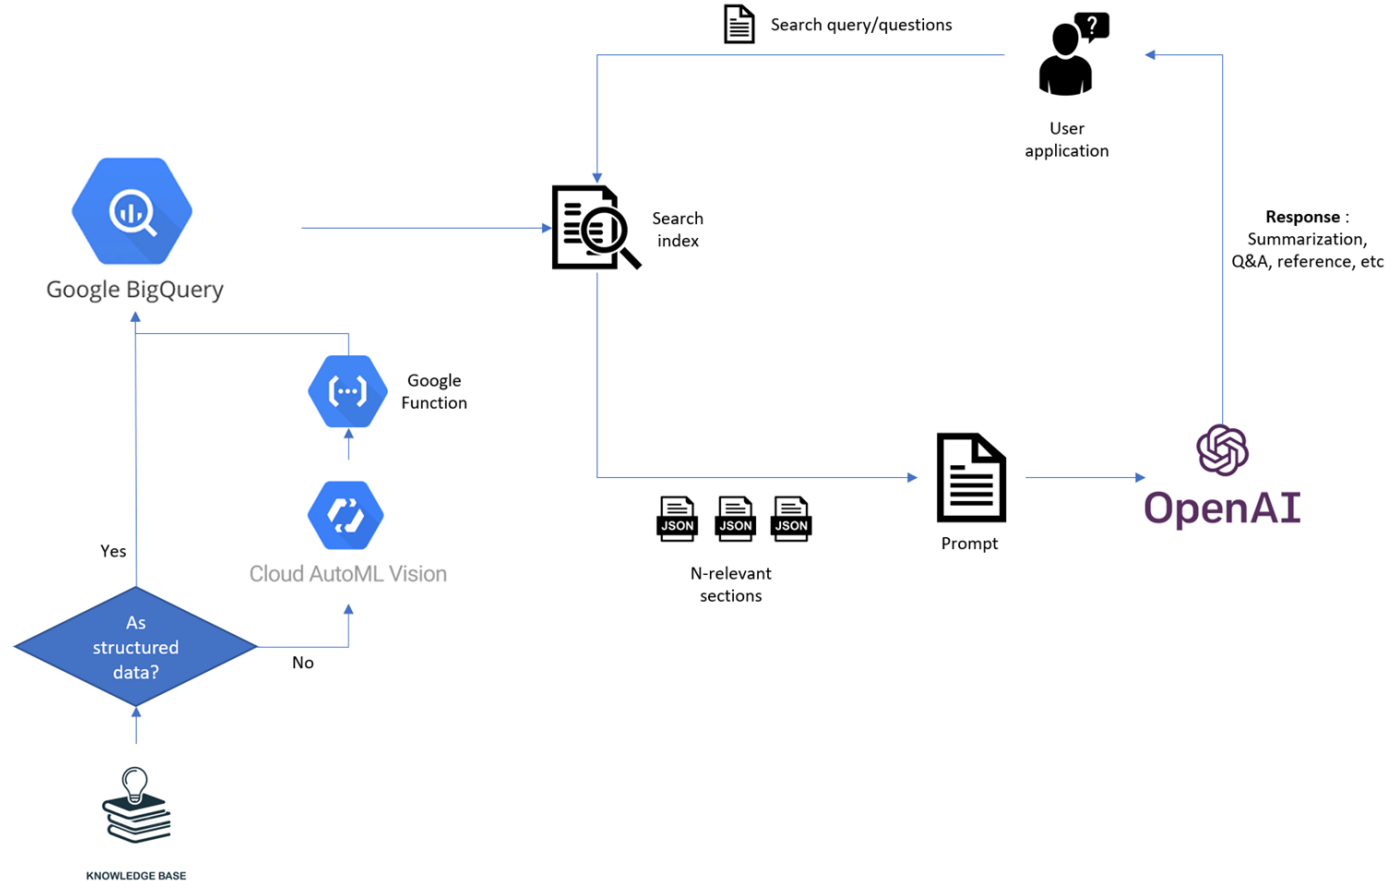 Search query/questions
?
User
application
Google BigQuery
Search
index
Response :
Summarization,
Q&A, reference, etc
Google
Function
(···)
OpenAI
JSON
JSON
JSON
Prompt
N-relevant
sections
Yes
Cloud AutoML Vision
As
structured
data?
No
KNOWLEDGE BASE